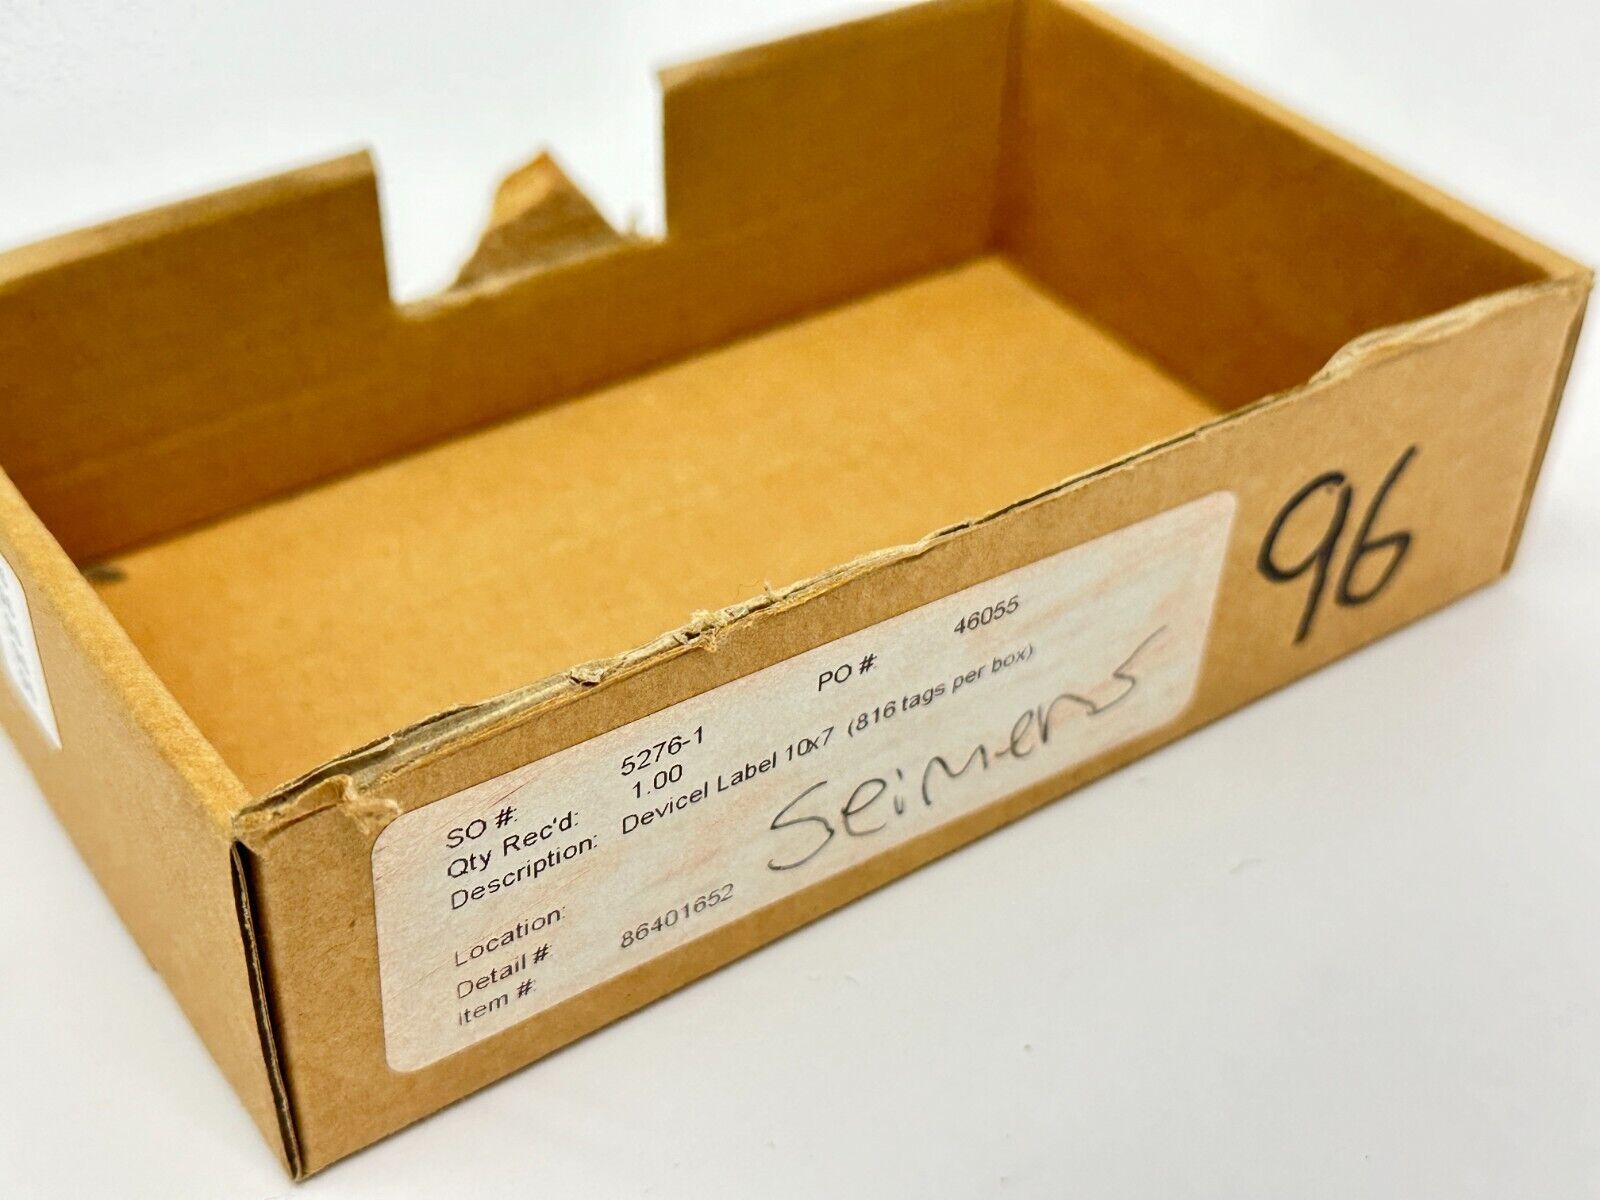 SO #: 5276-1 PO #: 46055
Qty Rec'd: 1.00
Description: Devicel Label 10x7 (816 tags per box)
Location:
Detail #: 86401652
Item #:
Seimens
96